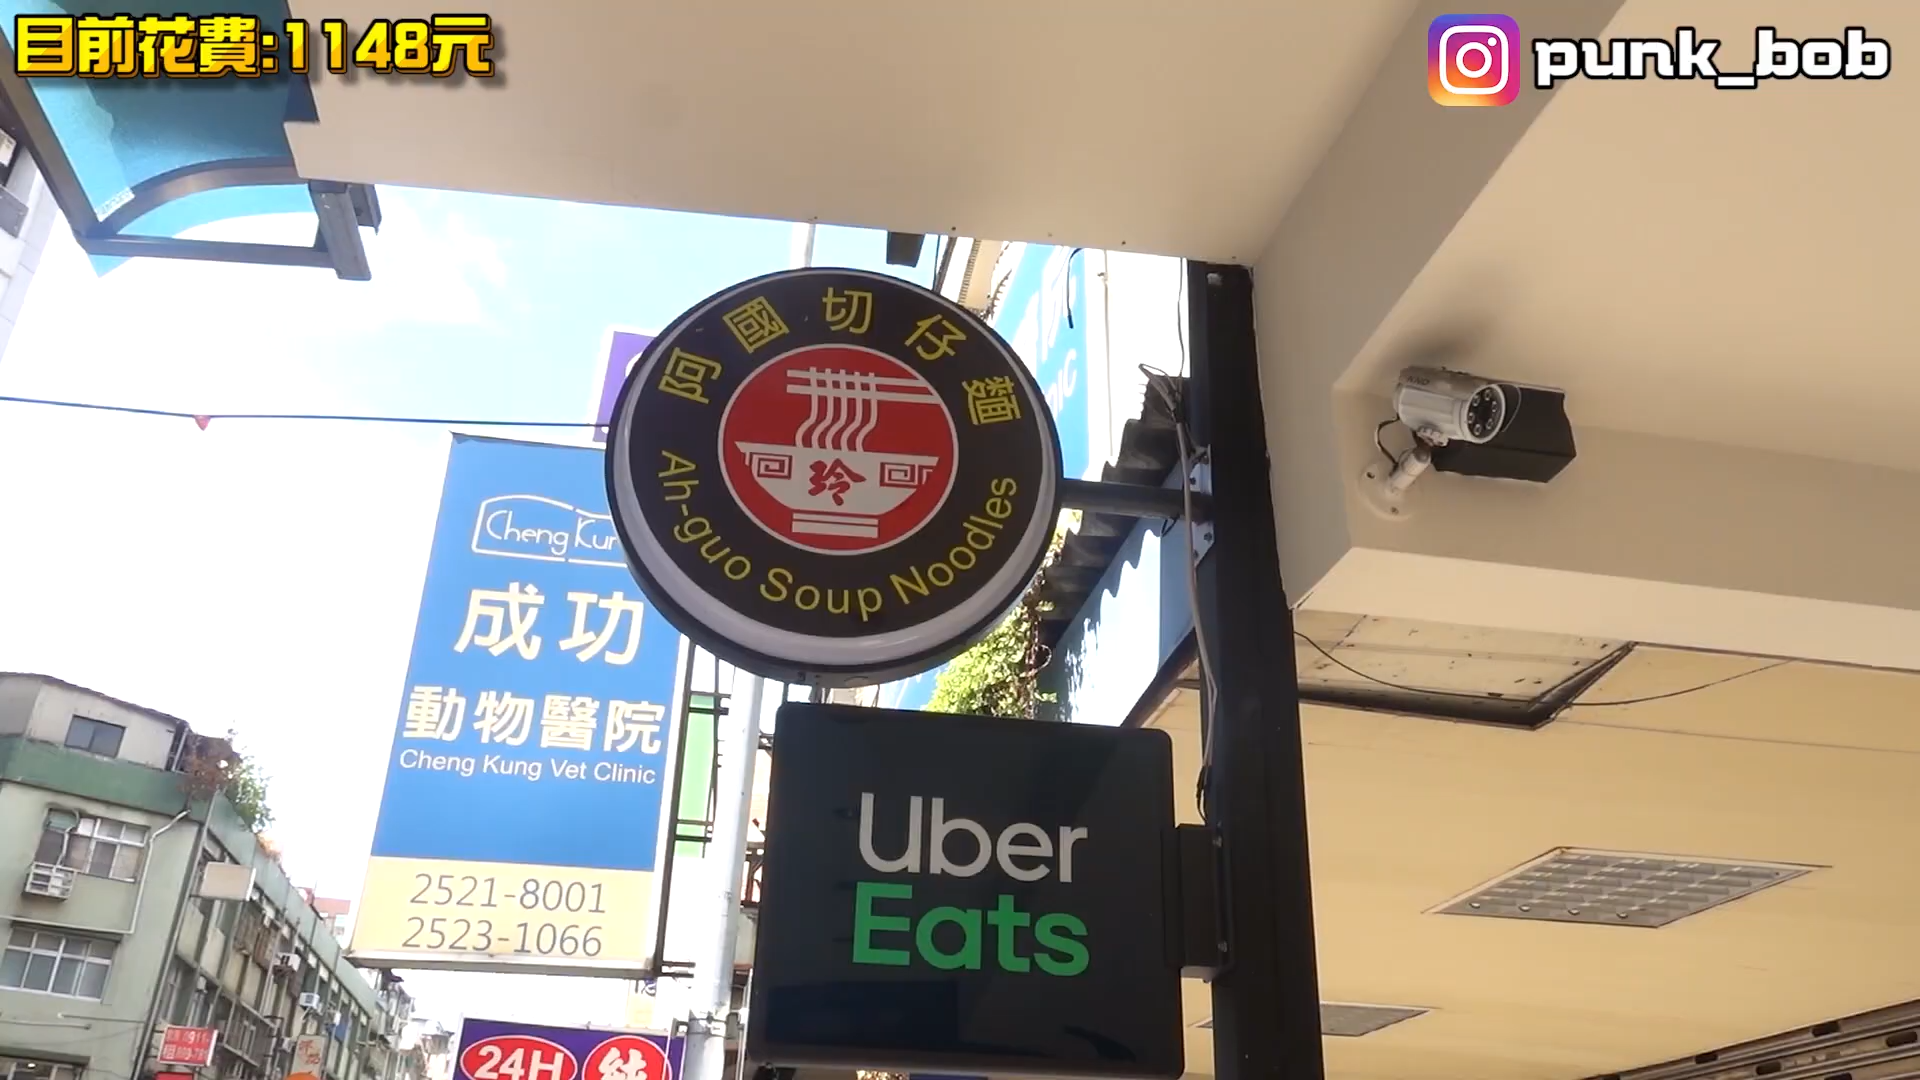 目前花費:1148元
punk_bob
阿國切仔麵
玲
Ah-guo Soup Noodles
Cheng Kun
成功
動物醫院
Cheng Kung Vet Clinic
2521-8001
2523-1066
Uber
Eats
24H 純